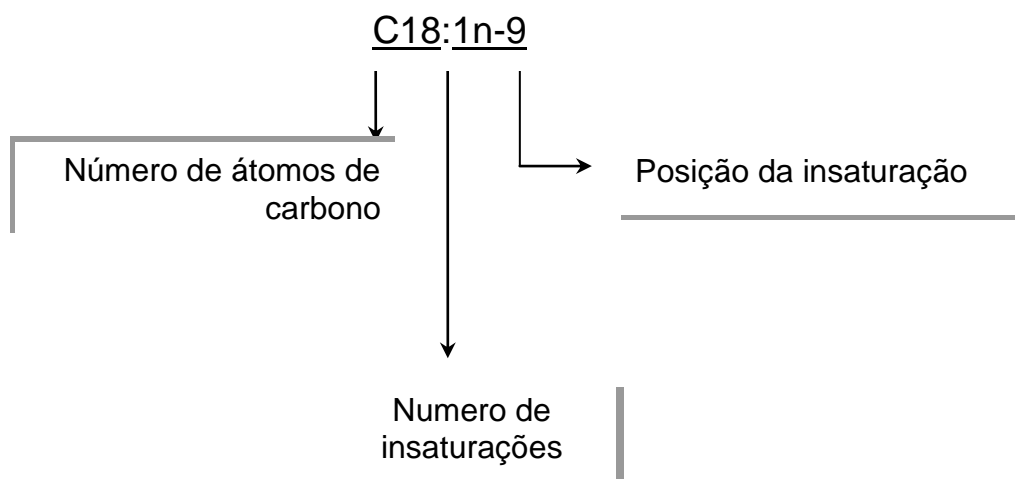 C18:1n-9
Número de átomos de
carbono
Posição da insaturação
Numero de
insaturações